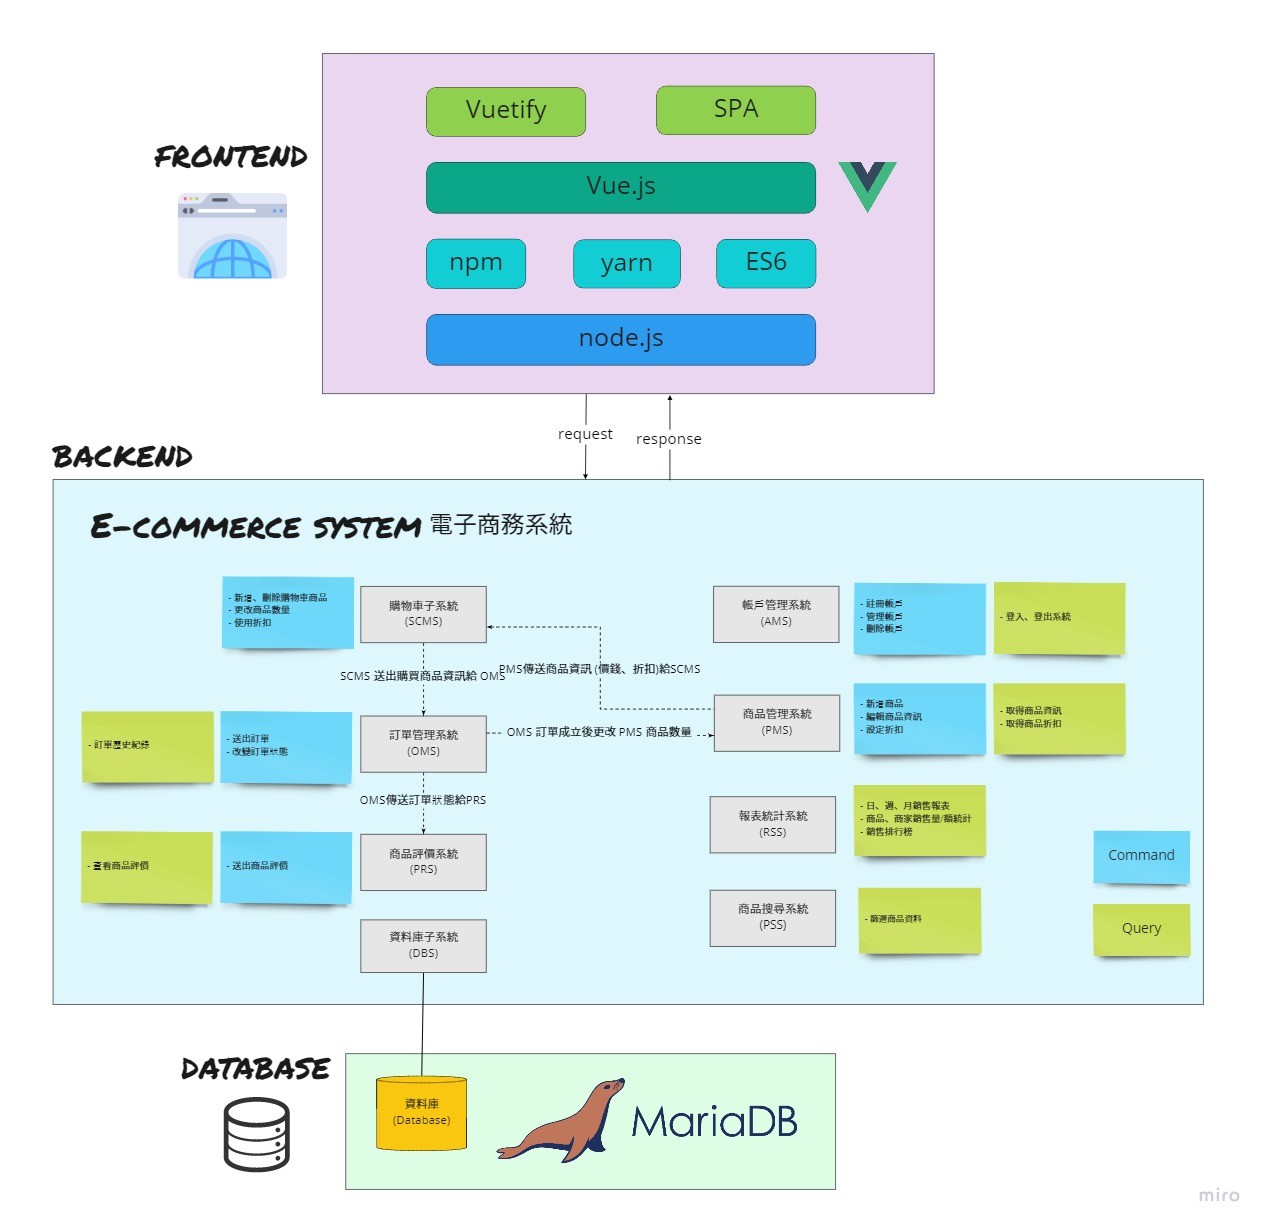 Vuetify
SPA
FRONTEND
Vue.js
npm
yarn
ES6
node.js
request
response
BACKEND
E-COMMERCE SYSTEM 電子商務系統
- 新增、刪除購物車商品
- 更改商品數量
- 使用折扣
購物車子系統
(SCMS)
帳戶管理系統
(AMS)
- 註冊帳戶
- 管理帳戶
- 刪除帳戶
- 登入、登出系統
SCMS 送出購買商品資訊給 OMS
PMS傳送商品資訊 (價錢、折扣)給SCMS
- 訂單歷史紀錄
- 送出訂單
- 改變訂單狀態
訂單管理系統
(OMS)
OMS 訂單成立後更改 PMS 商品數量
商品管理系統
(PMS)
- 新增商品
- 編輯商品資訊
- 設定折扣
- 取得商品資訊
- 取得商品折扣
OMS傳送訂單狀態給PRS
報表統計系統
(RSS)
- 日、週、月銷售報表
- 商品、商家銷售量/額統計
- 銷售排行榜
- 查看商品評價
- 送出商品評價
商品評價系統
(PRS)
Command
商品搜尋系統
(PSS)
- 篩選商品資料
Query
資料庫子系統
(DBS)
DATABASE
資料庫
(Database)
MariaDB
miro